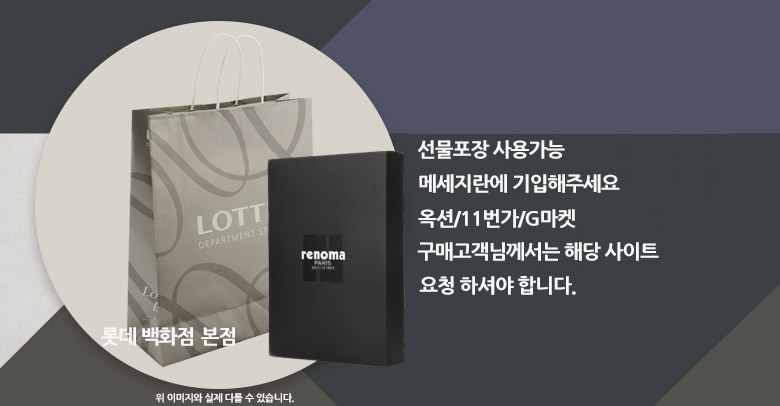 선물포장 사용가능
메세지란에 기입해주세요
옥션/11번가/G마켓
구매고객님께서는 해당 사이트
요청 하셔야 합니다.
LOTT
DEPARTMENT ST
renoma
PARIS
롯데 백화점 본점
위 이미지와 실제 다를 수 있습니다.